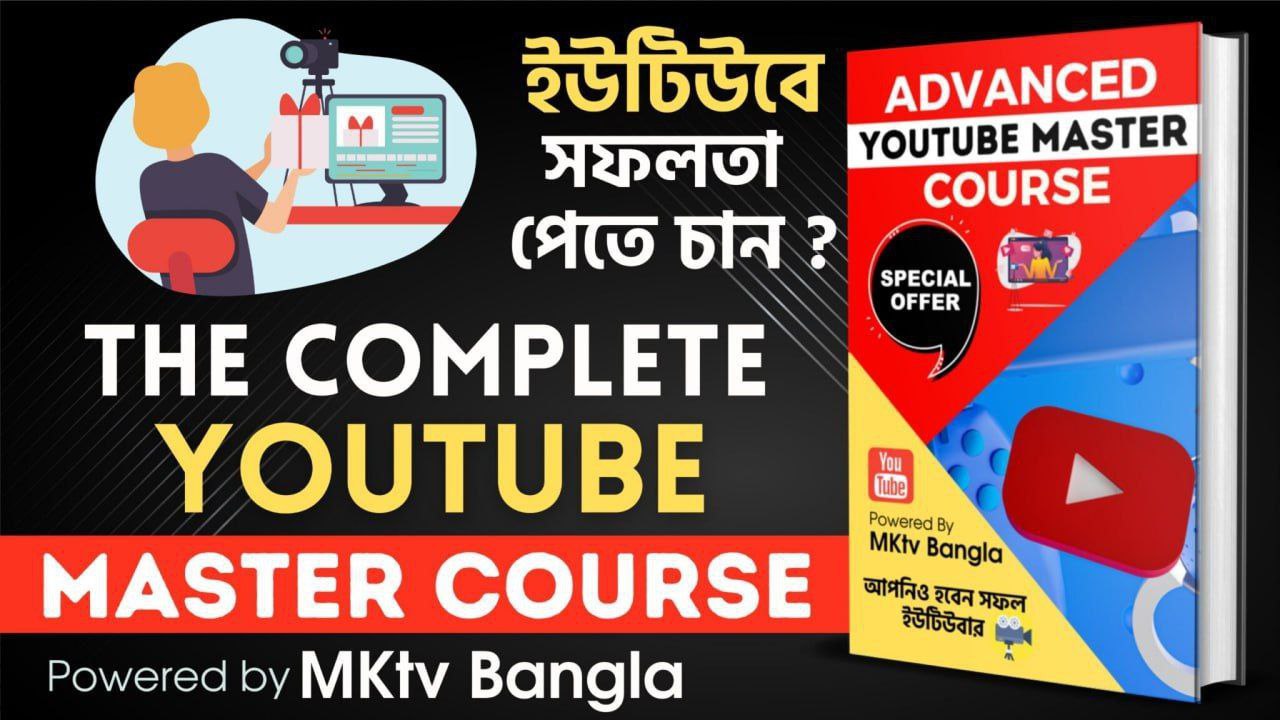 ইউটিউবে
সফলতা
পেতে চান ?
THE COMPLETE
YOUTUBE
MASTER COURSE
Powered by MKtv Bangla
ADVANCED
YOUTUBE MASTER
COURSE
SPECIAL
OFFER
You
Tube
Powered By
MKtv Bangla
আপনিও হবেন সফল
ইউটিউবার